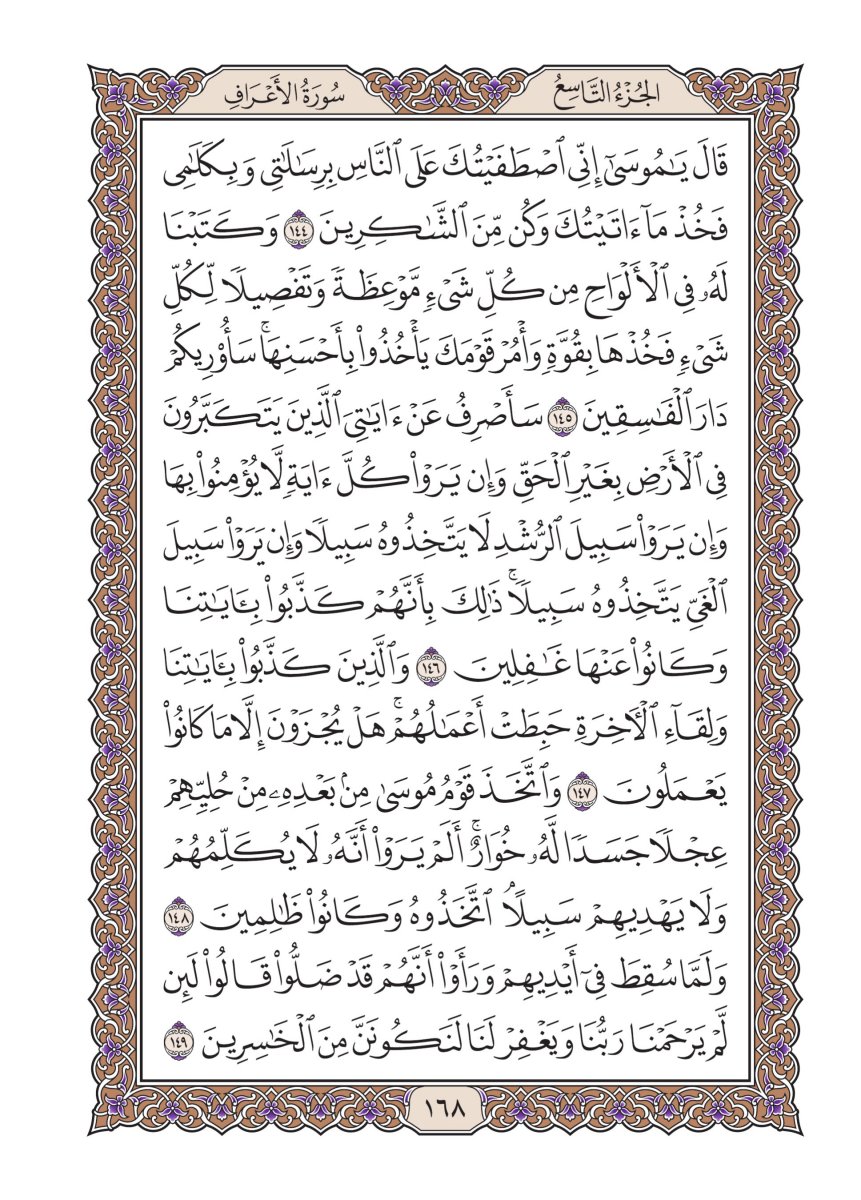 الجُزْءُ التَّاسِعُ
سُورَةُ الأَعْرَافِ
قَالَ يَٰمُوسَىٰٓ إِنِّي ٱصْطَفَيْتُكَ عَلَى ٱلنَّاسِ بِرِسَٰلَٰتِي وَبِكَلَٰمِي
فَخُذْ مَآ ءَاتَيْتُكَ وَكُن مِّنَ ٱلشَّٰكِرِينَ ١٤٤ وَكَتَبْنَا
لَهُۥ فِي ٱلْأَلْوَاحِ مِن كُلِّ شَيْءٖ مَّوْعِظَةٗ وَتَفْصِيلٗا لِّكُلِّ
شَيْءٖ فَخُذْهَا بِقُوَّةٖ وَأْمُرْ قَوْمَكَ يَأْخُذُوا۟ بِأَحْسَنِهَاۚ سَأُو۟رِيكُمْ
دَارَ ٱلْفَٰسِقِينَ ١٤٥ سَأَصْرِفُ عَنْ ءَايَٰتِيَ ٱلَّذِينَ يَتَكَبَّرُونَ
فِي ٱلْأَرْضِ بِغَيْرِ ٱلْحَقِّ وَإِن يَرَوْا۟ كُلَّ ءَايَةٖ لَّا يُؤْمِنُوا۟ بِهَا
وَإِن يَرَوْا۟ سَبِيلَ ٱلرُّشْدِ لَا يَتَّخِذُوهُ سَبِيلٗا وَإِن يَرَوْا۟ سَبِيلَ
ٱلْغَيِّ يَتَّخِذُوهُ سَبِيلٗاۚ ذَٰلِكَ بِأَنَّهُمْ كَذَّبُوا۟ بِـَٔايَٰتِنَا
وَكَانُوا۟ عَنْهَا غَٰفِلِينَ ١٤٦ وَٱلَّذِينَ كَذَّبُوا۟ بِـَٔايَٰتِنَا
وَلِقَآءِ ٱلْأٓخِرَةِ حَبِطَتْ أَعْمَٰلُهُمْۚ هَلْ يُجْزَوْنَ إِلَّا مَا كَانُوا۟
يَعْمَلُونَ ١٤٧ وَٱتَّخَذَ قَوْمُ مُوسَىٰ مِنۢ بَعْدِهِۦ مِنْ حُلِيِّهِمْ
عِجْلٗا جَسَدٗا لَّهُۥ خُوَارٌۚ أَلَمْ يَرَوْا۟ أَنَّهُۥ لَا يُكَلِّمُهُمْ
وَلَا يَهْدِيهِمْ سَبِيلًاۘ ٱتَّخَذُوهُ وَكَانُوا۟ ظَٰلِمِينَ ١٤٨
وَلَمَّا سُقِطَ فِيٓ أَيْدِيهِمْ وَرَأَوْا۟ أَنَّهُمْ قَدْ ضَلُّوا۟ قَالُوا۟ لَئِن
لَّمْ يَرْحَمْنَا رَبُّنَا وَيَغْفِرْ لَنَا لَنَكُونَنَّ مِنَ ٱلْخَٰسِرِينَ ١٤٩
١٦٨